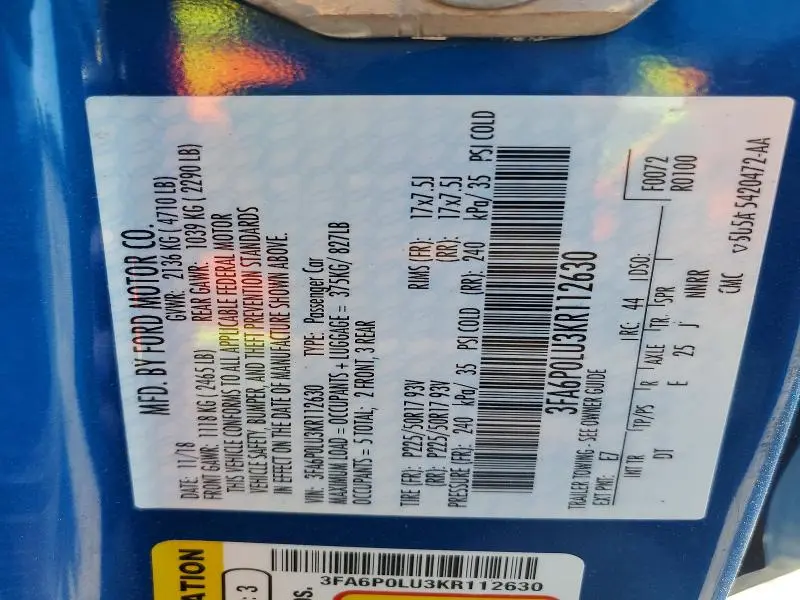 MFD. BY FORD MOTOR CO.
DATE: 11/18 GVWR: 2136 KG ( 4710 LB)
FRONT GAWR: 1118 KG ( 2465 LB) REAR GAWR: 1039 KG ( 2290 LB)
THIS VEHICLE CONFORMS TO ALL APPLICABLE FEDERAL MOTOR
VEHICLE SAFETY, BUMPER, AND THEFT PREVENTION STANDARDS
IN EFFECT ON THE DATE OF MANUFACTURE SHOWN ABOVE.
VIN: 3FA6P0LU3KR112630 TYPE: Passenger Car
MAXIMUM LOAD = OCCUPANTS + LUGGAGE = 375KG/ 827LB
OCCUPANTS = 5 TOTAL; 2 FRONT, 3 REAR
TIRE (FR): P225/50R17 93V RIMS (FR): 17x7.5J
(RR): P225/50R17 93V (RR): 17x7.5J
PRESSURE (FR): 240 kPa/ 35 PSI COLD (RR): 240 kPa/ 35 PSI COLD
3FA6P0LU3KR112630
TRAILER TOWING - SEE OWNER GUIDE
EXT PNT: E7 RC: 44 DSO: F0072
R0100
INT TR TP/PS R AXLE TR. SPR
DT E 25 J NNRR
CMC ▽ 5U5A 5420472-AA
ATION
: 3
os.
3FA6P0LU3KR112630